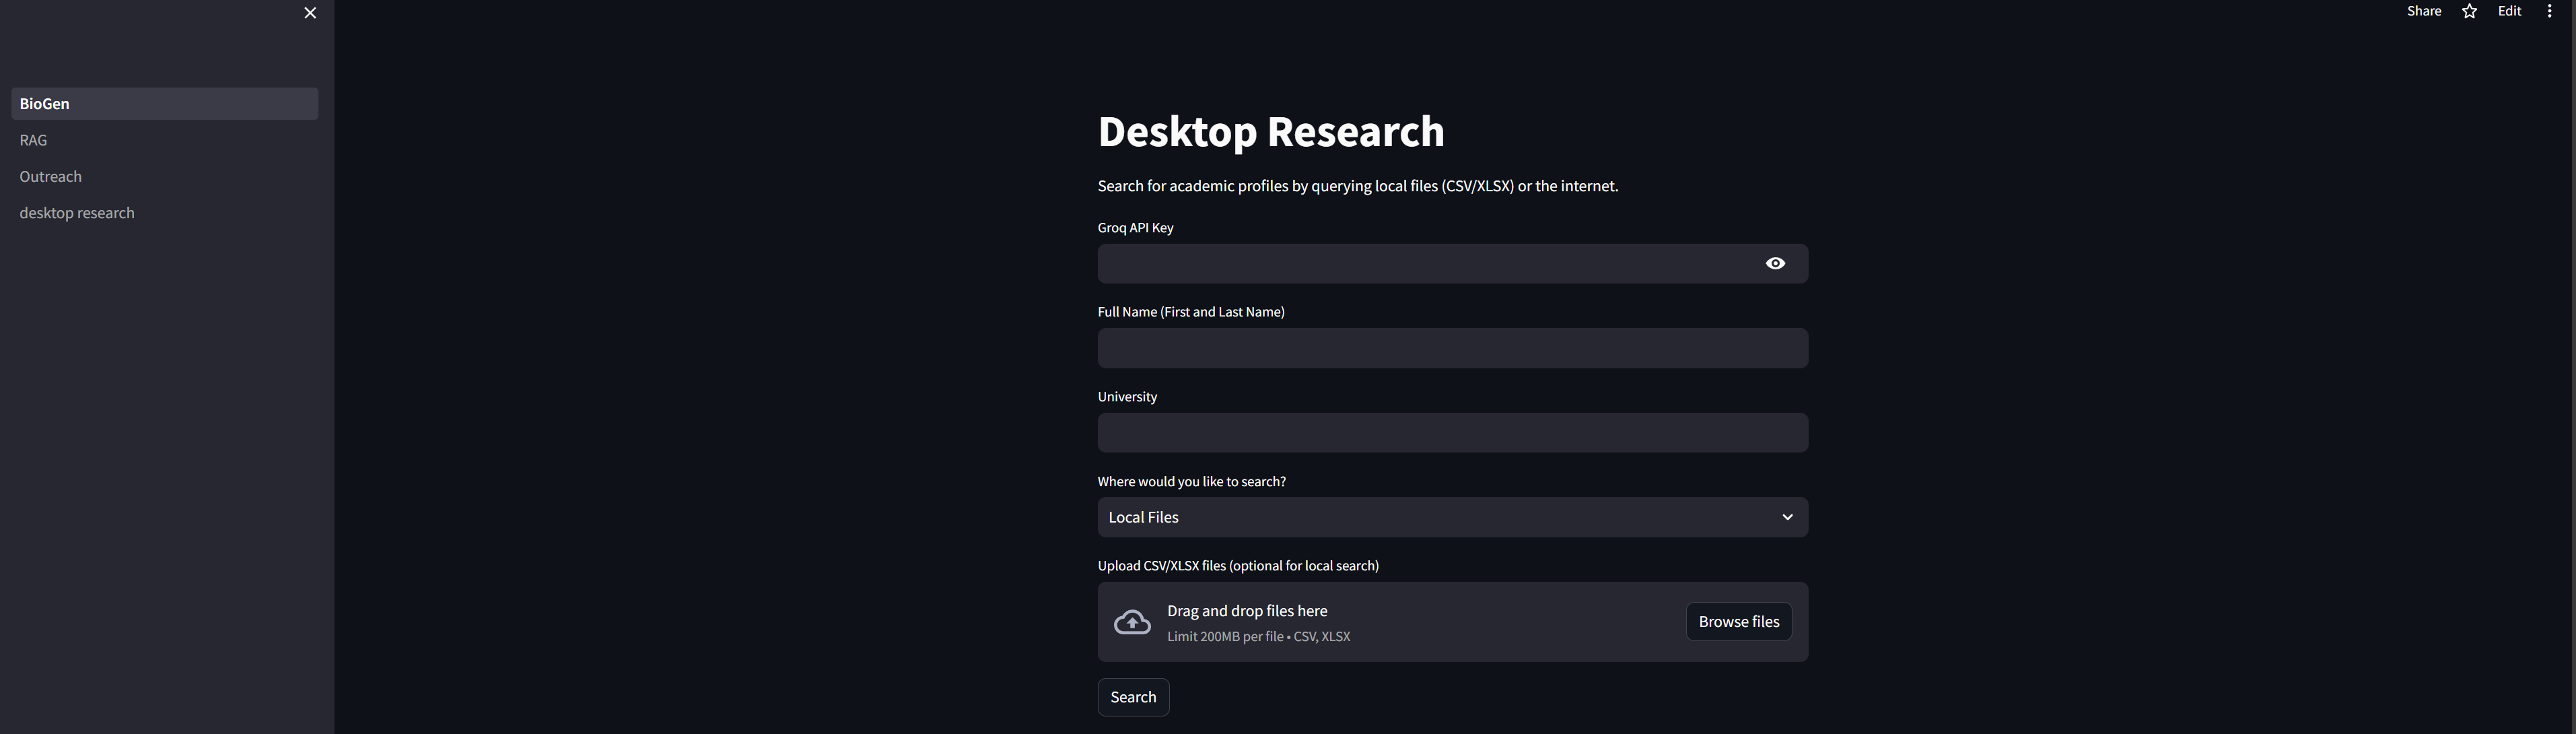 Share
Edit
BioGen
RAG
Outreach
desktop research
Desktop Research
Search for academic profiles by querying local files (CSV/XLSX) or the internet.
Groq API Key
Full Name (First and Last Name)
University
Where would you like to search?
Local Files
Upload CSV/XLSX files (optional for local search)
Drag and drop files here
Limit 200MB per file • CSV, XLSX
Browse files
Search